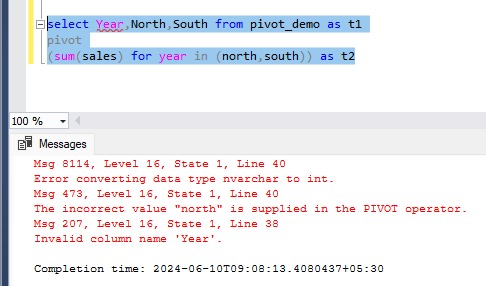 select Year,North,South from pivot_demo as t1
pivot
(sum(sales) for year in (north,south)) as t2
100 %
Messages
Msg 8114, Level 16, State 1, Line 40
Error converting data type nvarchar to int.
Msg 473, Level 16, State 1, Line 40
The incorrect value "north" is supplied in the PIVOT operator.
Msg 207, Level 16, State 1, Line 38
Invalid column name 'Year'.
Completion time: 2024-06-10T09:08:13.4080437+05:30